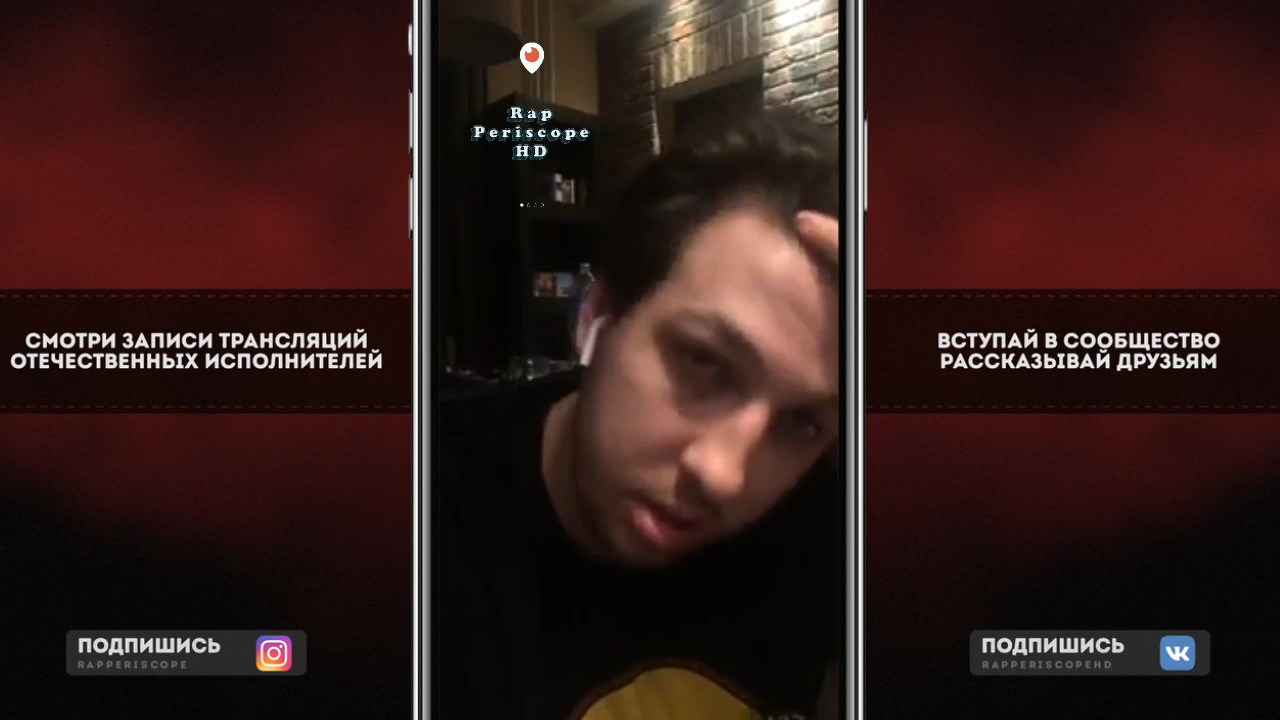 Rap
Periscope
HD
СМОТРИ ЗАПИСИ ТРАНСЛЯЦИЙ
ОТЕЧЕСТВЕННЫХ ИСПОЛНИТЕЛЕЙ
ВСТУПАЙ В СООБЩЕСТВО
РАССКАЗЫВАЙ ДРУЗЬЯМ
ПОДПИШИСЬ
RAPPERISCOPE
ПОДПИШИСЬ
RAPPERISCOPEHD